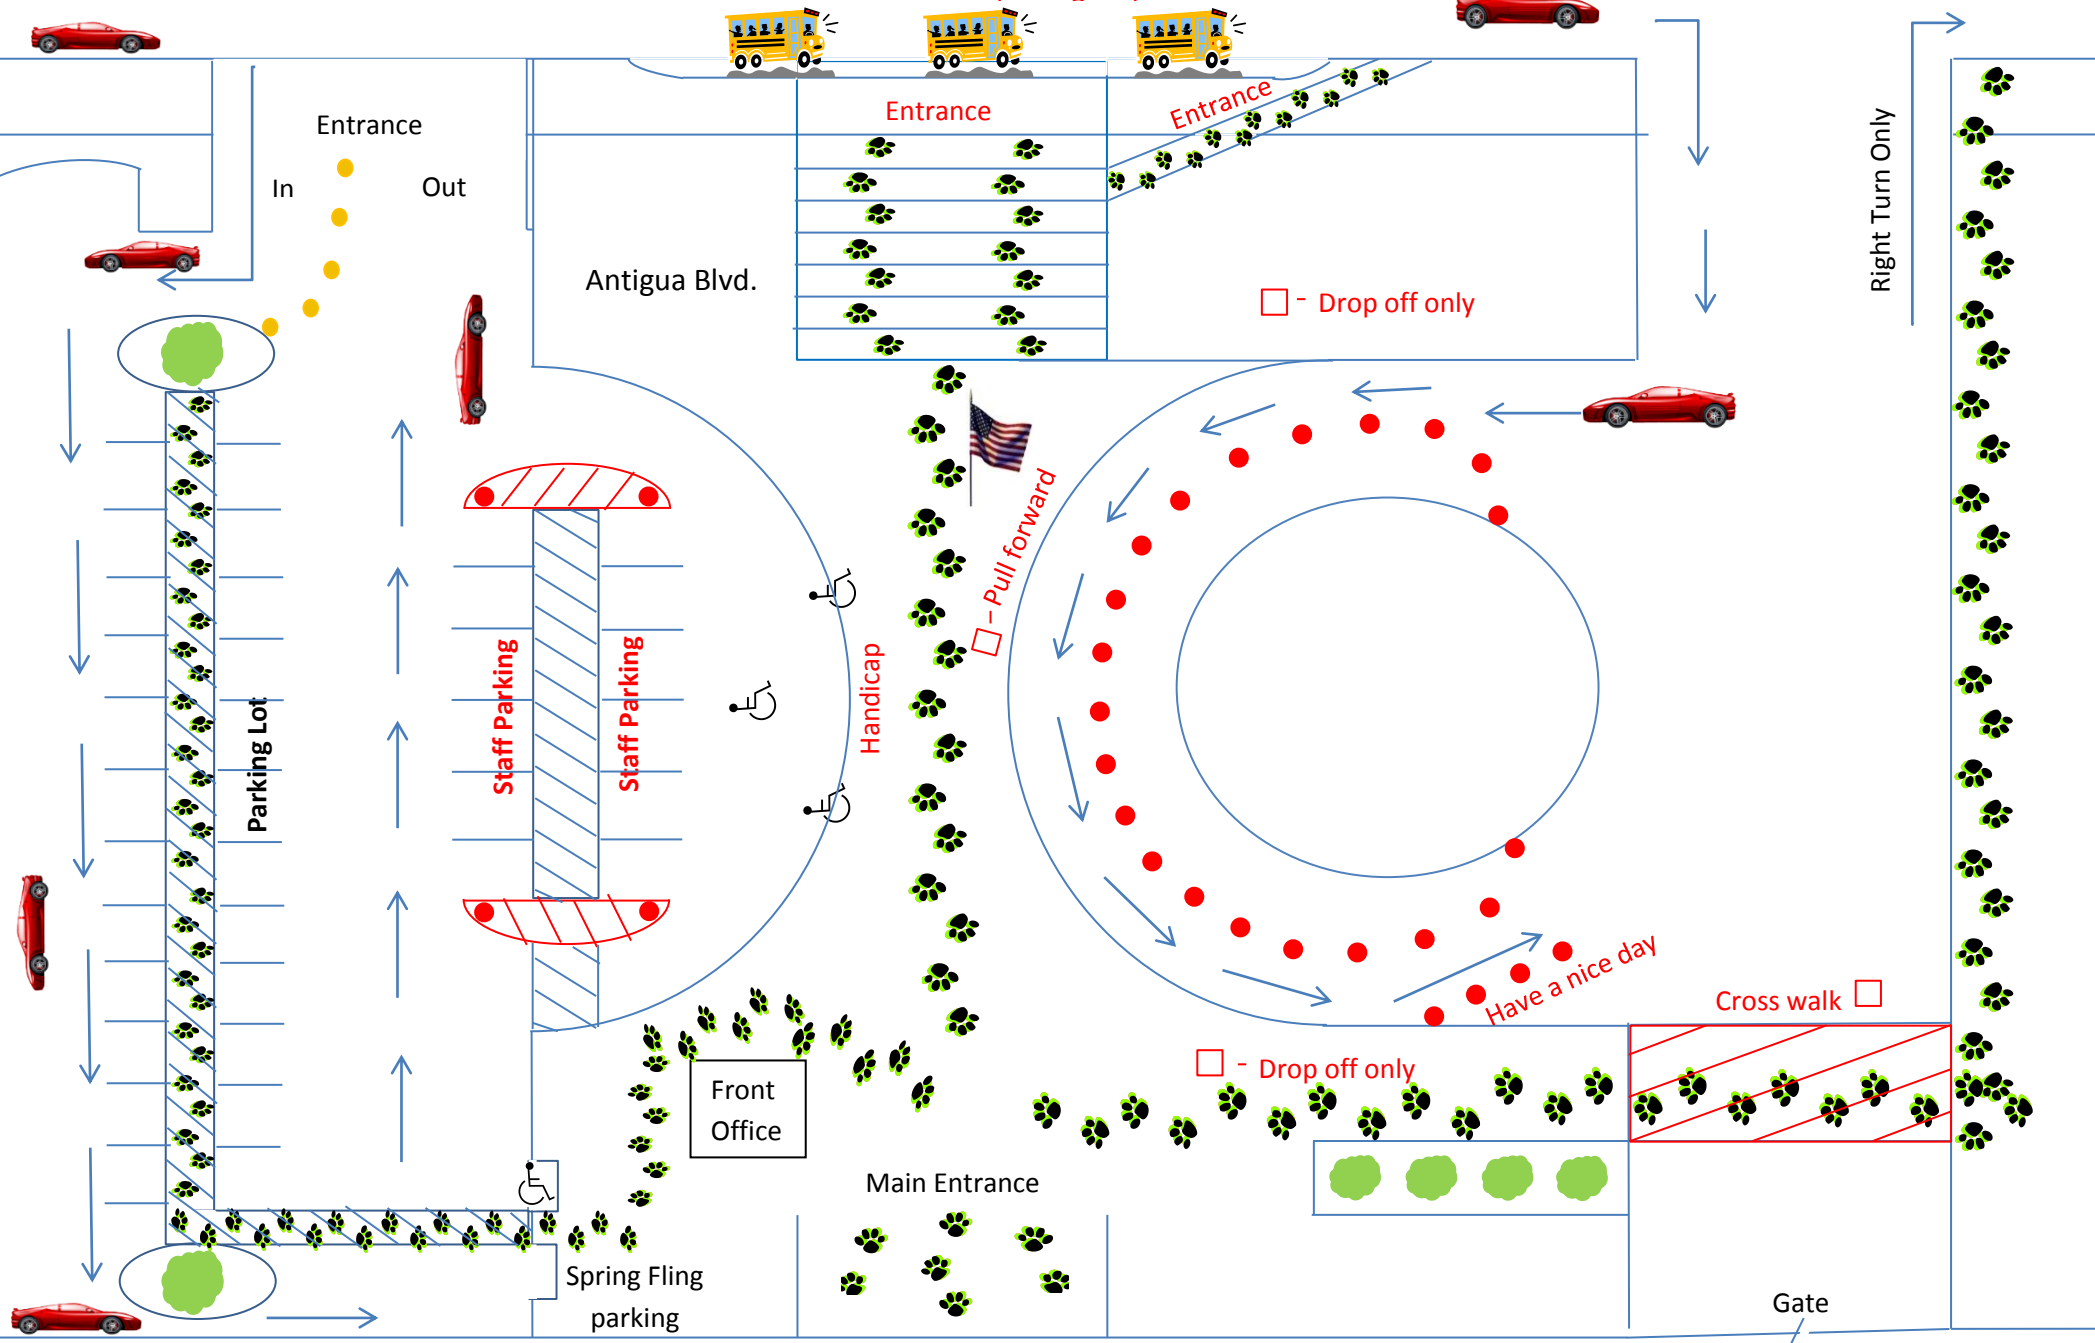 Entrance
Entrance
Entrance
In
Out
Right Turn Only
Antigua Blvd.
□ - Drop off only
□ – Pull forward
Staff Parking
Staff Parking
Handicap
Parking Lot
Have a nice day
Cross walk □
□ - Drop off only
Front
Office
Main Entrance
Spring Fling
parking
Gate